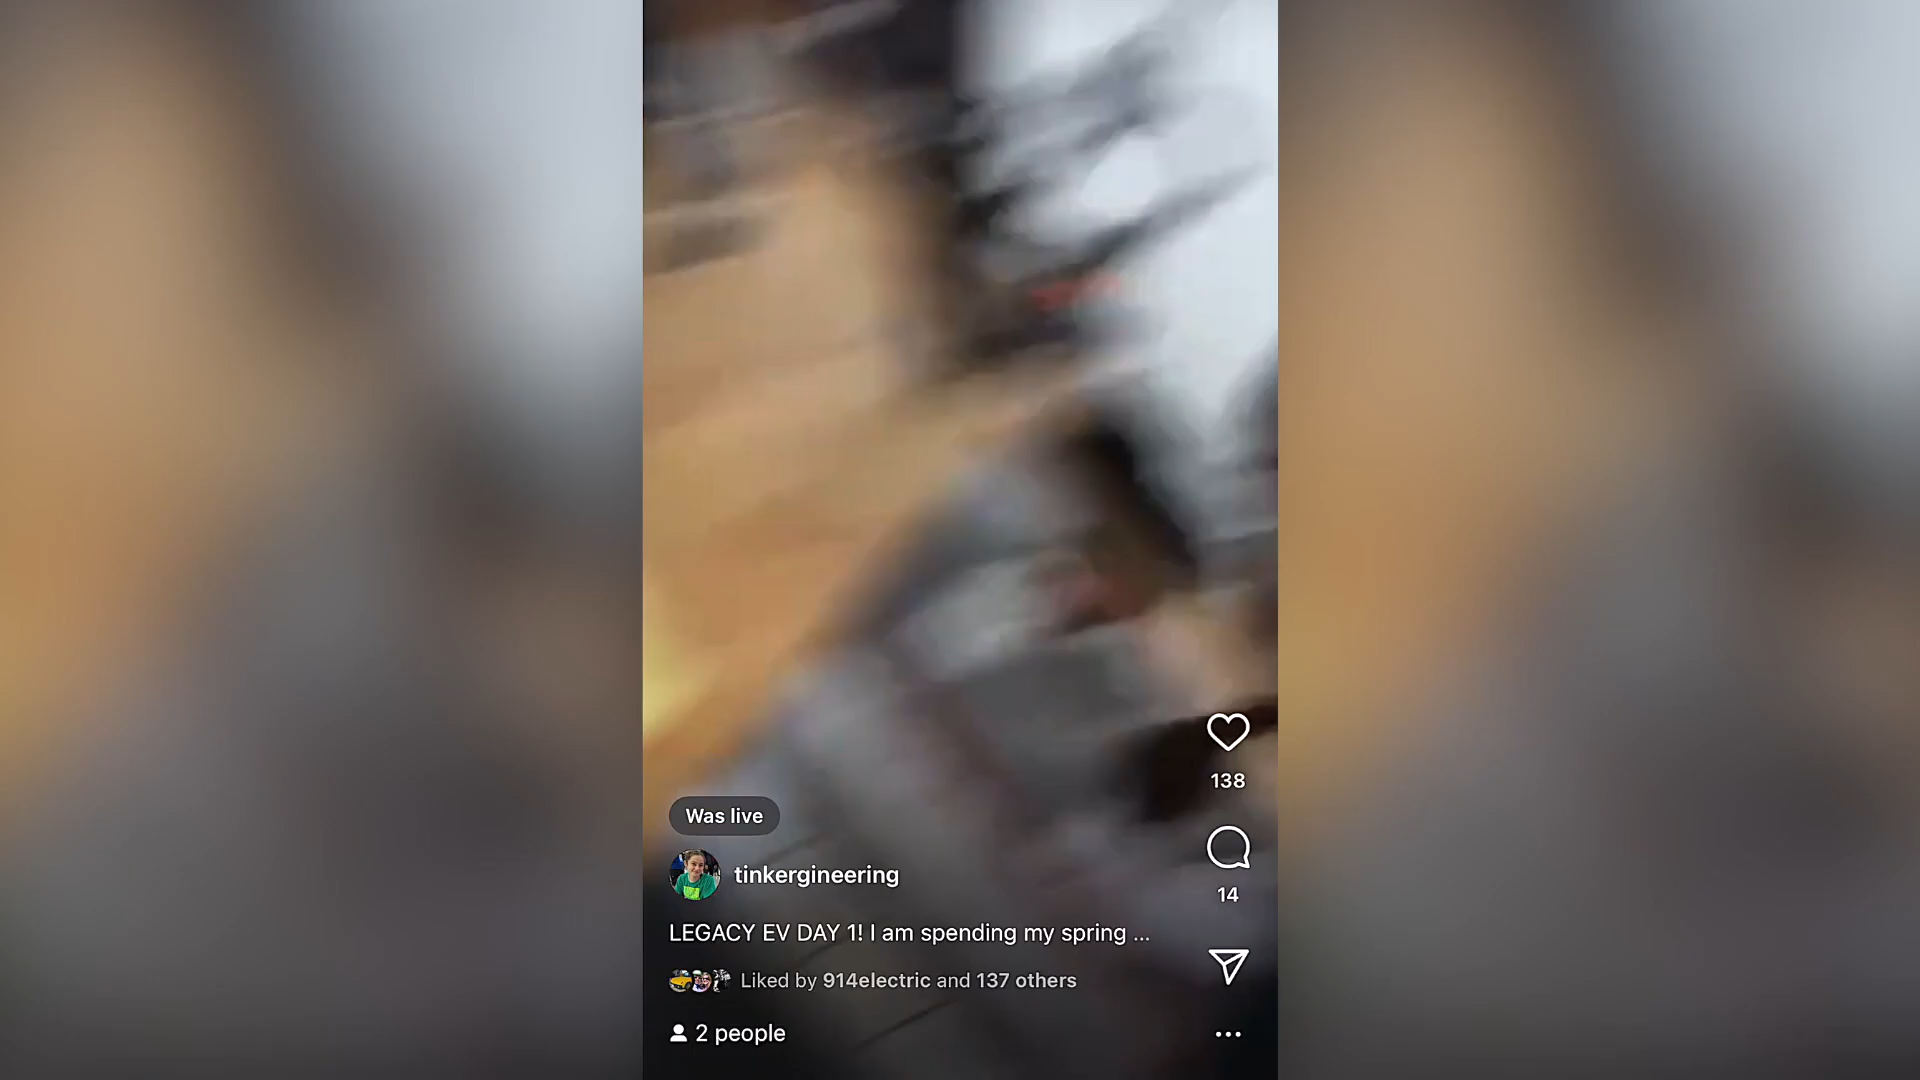 138
Was live
tinkergineering
14
LEGACY EV DAY 1! I am spending my spring ...
Liked by 914electric and 137 others
2 people